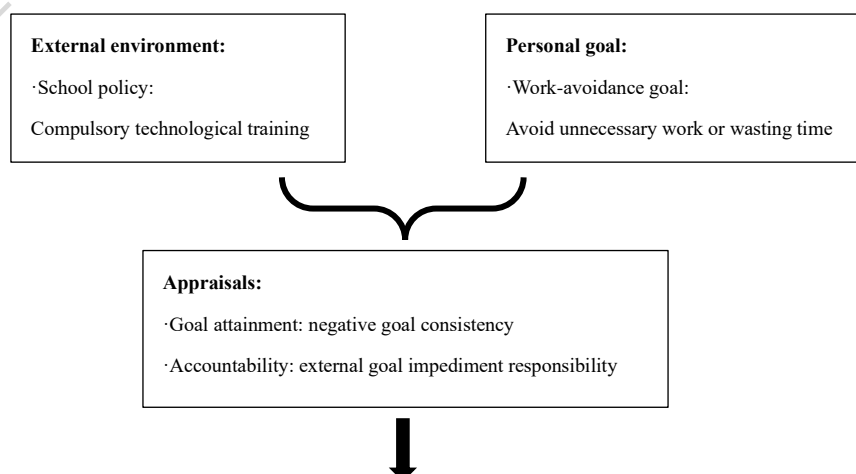 External environment:
·School policy:
Compulsory technological training
Personal goal:
·Work-avoidance goal:
Avoid unnecessary work or wasting time
Appraisals:
·Goal attainment: negative goal consistency
·Accountability: external goal impediment responsibility